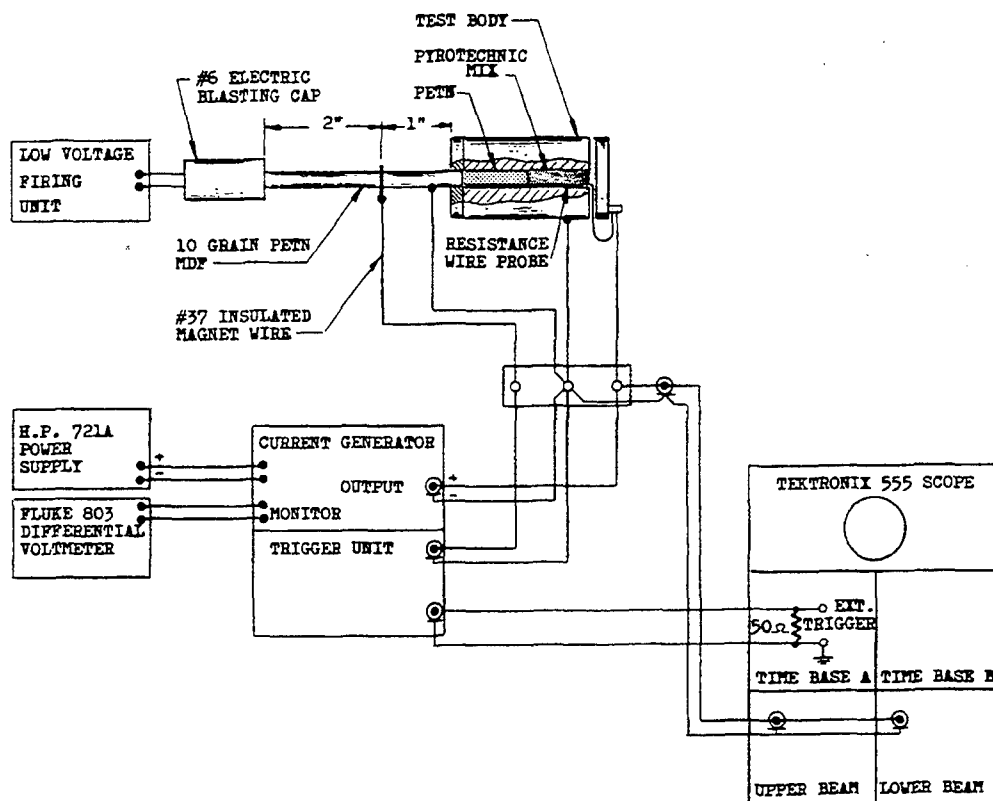 TEST BODY
PYROTECHNIC
MIX
PETN
#6 ELECTRIC
BLASTING CAP
2"
1"
LOW VOLTAGE
FIRING
UNIT
10 GRAIN PETN
MDF
RESISTANCE
WIRE PROBE
#37 INSULATED
MAGNET WIRE
H.P. 721A
POWER
SUPPLY
+
-
CURRENT GENERATOR
OUTPUT
+
-
MONITOR
FLUKE 803
DIFFERENTIAL
VOLTMETER
TRIGGER UNIT
TEKTRONIX 555 SCOPE
EXT.
TRIGGER
50Ω
TIME BASE A
TIME BASE B
UPPER BEAM
LOWER BEAM